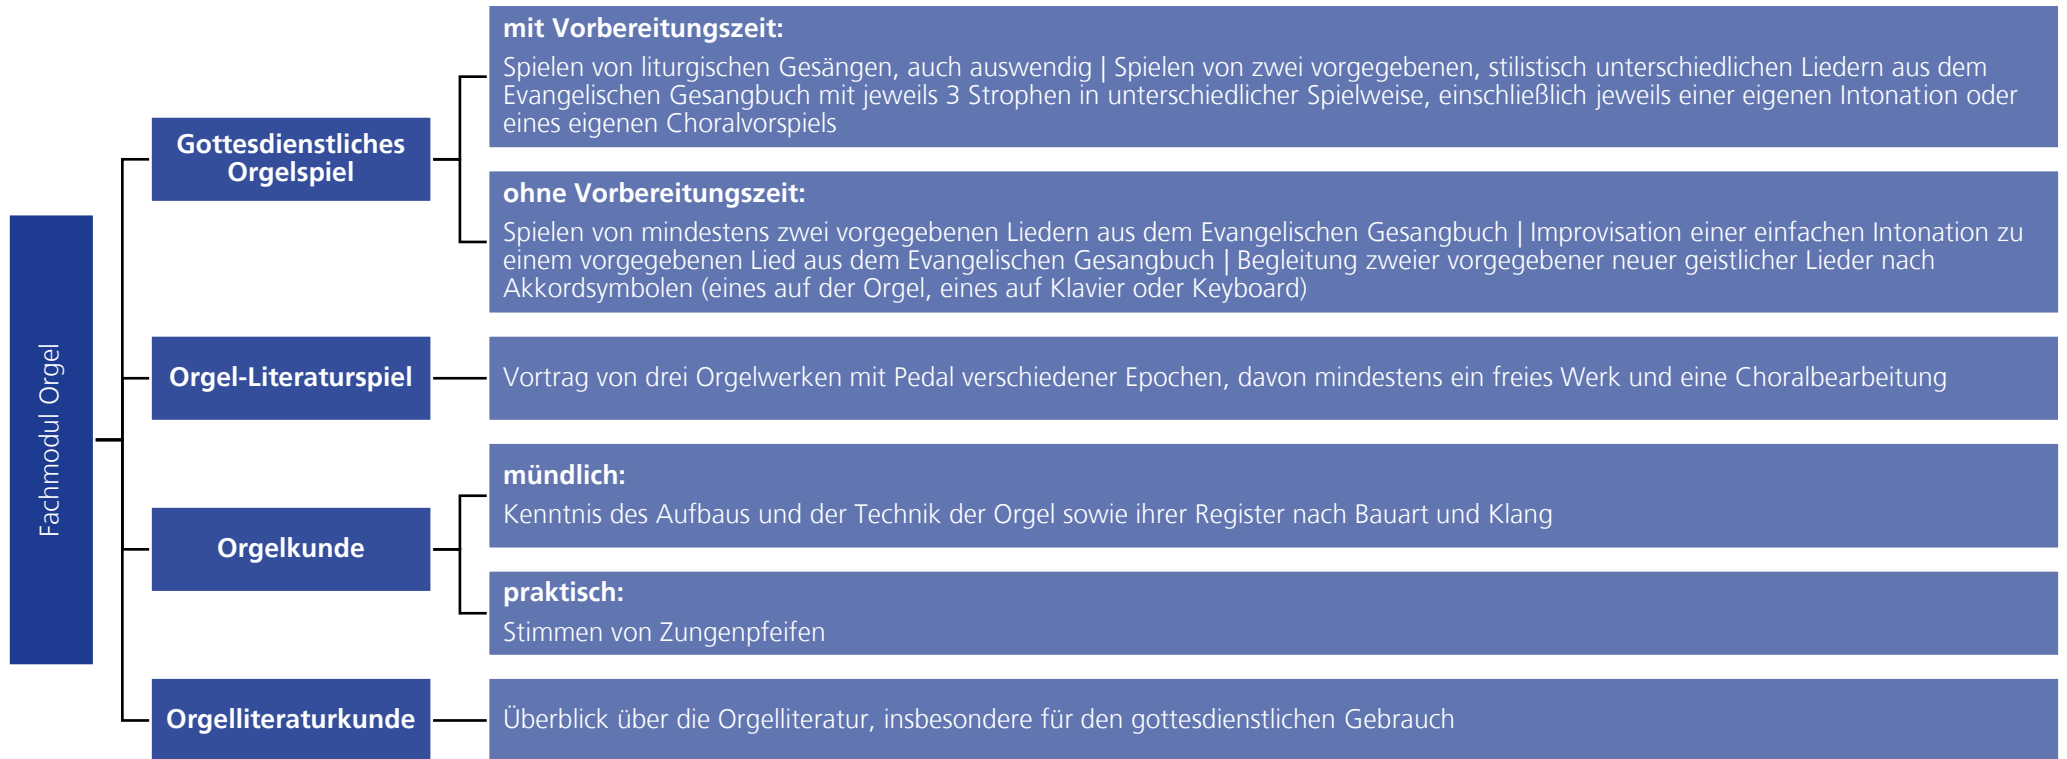 Fachmodul Orgel
Gottesdienstliches
Orgelspiel
mit Vorbereitungszeit:
Spielen von liturgischen Gesängen, auch auswendig | Spielen von zwei vorgegebenen, stilistisch unterschiedlichen Liedern aus dem
Evangelischen Gesangbuch mit jeweils 3 Strophen in unterschiedlicher Spielweise, einschließlich jeweils einer eigenen Intonation oder
eines eigenen Choralvorspiels
ohne Vorbereitungszeit:
Spielen von mindestens zwei vorgegebenen Liedern aus dem Evangelischen Gesangbuch | Improvisation einer einfachen Intonation zu
einem vorgegebenen Lied aus dem Evangelischen Gesangbuch | Begleitung zweier vorgegebener neuer geistlicher Lieder nach
Akkordsymbolen (eines auf der Orgel, eines auf Klavier oder Keyboard)
Orgel-Literaturspiel
Vortrag von drei Orgelwerken mit Pedal verschiedener Epochen, davon mindestens ein freies Werk und eine Choralbearbeitung
Orgelkunde
mündlich:
Kenntnis des Aufbaus und der Technik der Orgel sowie ihrer Register nach Bauart und Klang
praktisch:
Stimmen von Zungenpfeifen
Orgelliteraturkunde
Überblick über die Orgelliteratur, insbesondere für den gottesdienstlichen Gebrauch